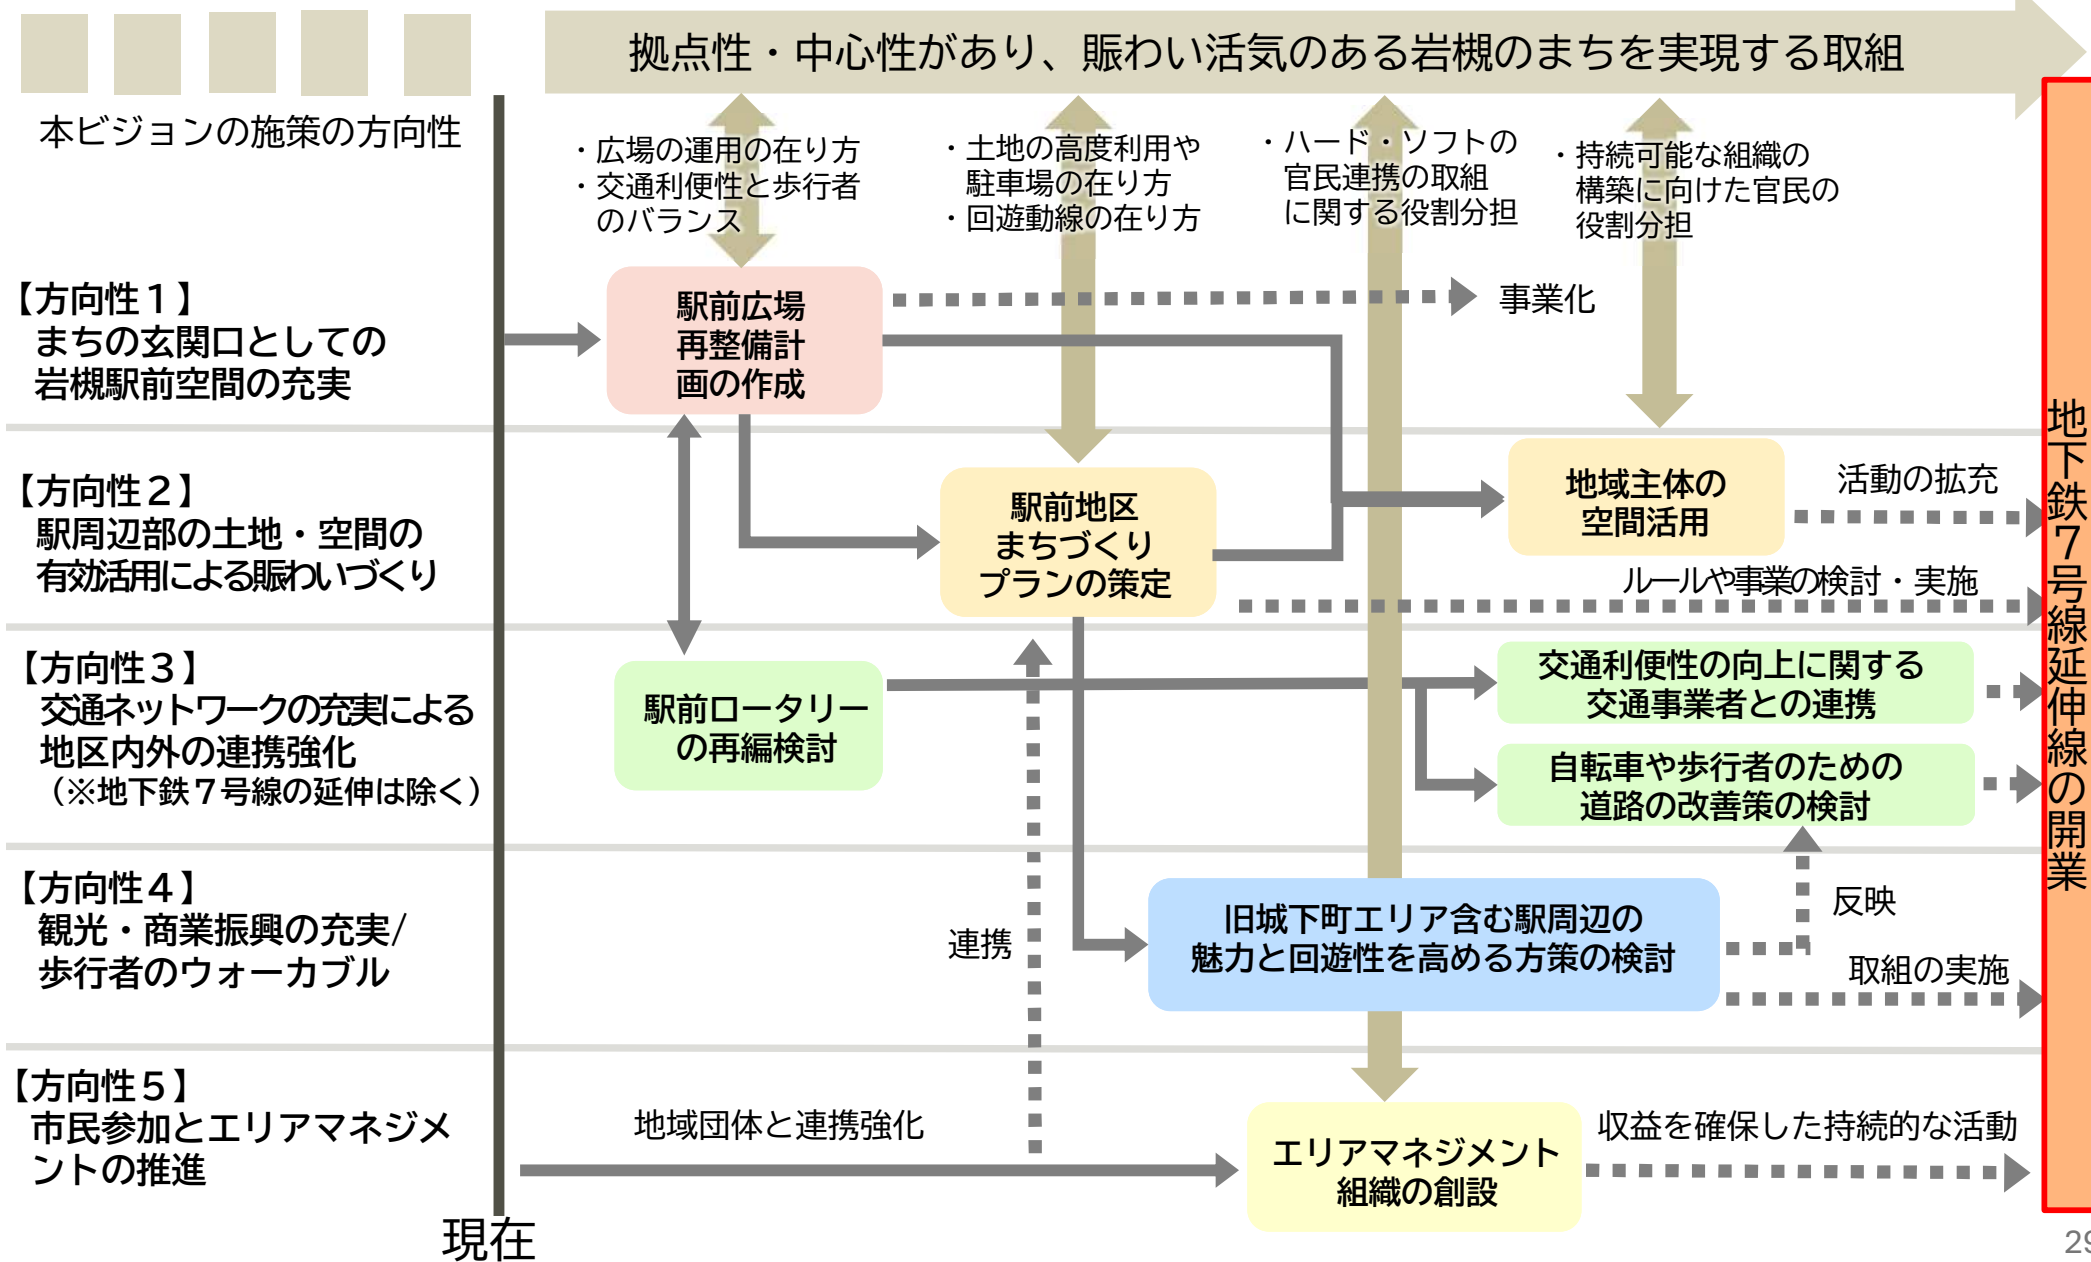 拠点性・中心性があり、賑わい活気のある岩槻のまちを実現する取組
本ビジョンの施策の方向性
・広場の運用の在り方
・交通利便性と歩行者
のバランス
・土地の高度利用や
駐車場の在り方
・回遊動線の在り方
・ハード・ソフトの
官民連携の取組
に関する役割分担
・持続可能な組織の
構築に向けた官民の
役割分担
【方向性１】
まちの玄関口としての
岩槻駅前空間の充実
駅前広場
再整備計
画の作成
事業化
【方向性２】
駅周辺部の土地・空間の
有効活用による賑わいづくり
駅前地区
まちづくり
プランの策定
地域主体の
空間活用
活動の拡充
ルールや事業の検討・実施
【方向性３】
交通ネットワークの充実による
地区内外の連携強化
（※地下鉄７号線の延伸は除く）
駅前ロータリー
の再編検討
交通利便性の向上に関する
交通事業者との連携
自転車や歩行者のための
道路の改善策の検討
【方向性４】
観光・商業振興の充実/
歩行者のウォーカブル
連携
旧城下町エリア含む駅周辺の
魅力と回遊性を高める方策の検討
反映
取組の実施
【方向性５】
市民参加とエリアマネジメ
ントの推進
地域団体と連携強化
エリアマネジメント
組織の創設
収益を確保した持続的な活動
地下鉄７号線延伸線の開業
現在
29